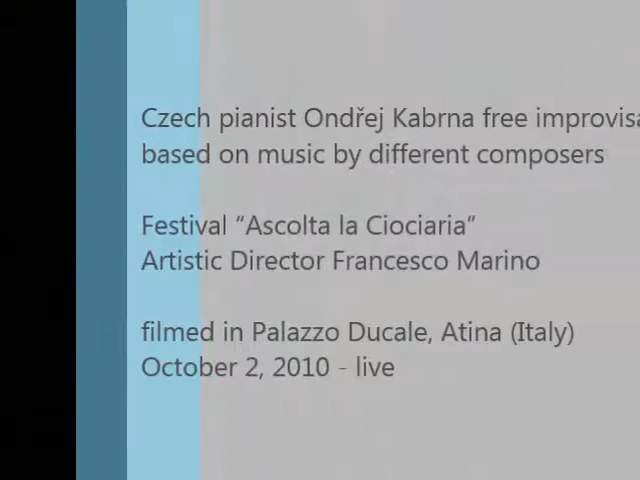 Czech pianist Ondřej Kabrna free improvisa
based on music by different composers
Festival “Ascolta la Ciociaria”
Artistic Director Francesco Marino
filmed in Palazzo Ducale, Atina (Italy)
October 2, 2010 - live